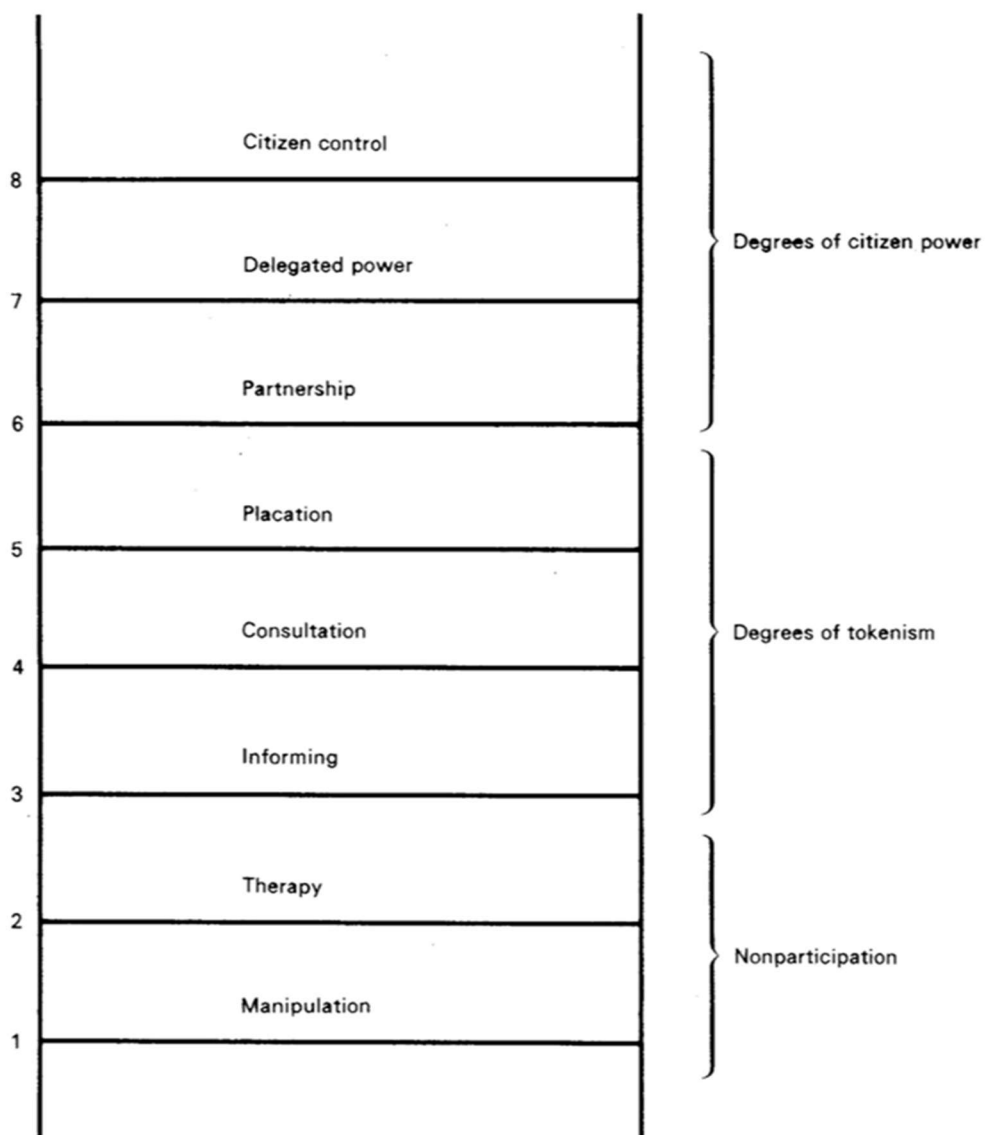 Citizen control
8
Degrees of citizen power
Delegated power
7
Partnership
6
Placation
5
Consultation
Degrees of tokenism
4
Informing
3
Therapy
2
Nonparticipation
Manipulation
1